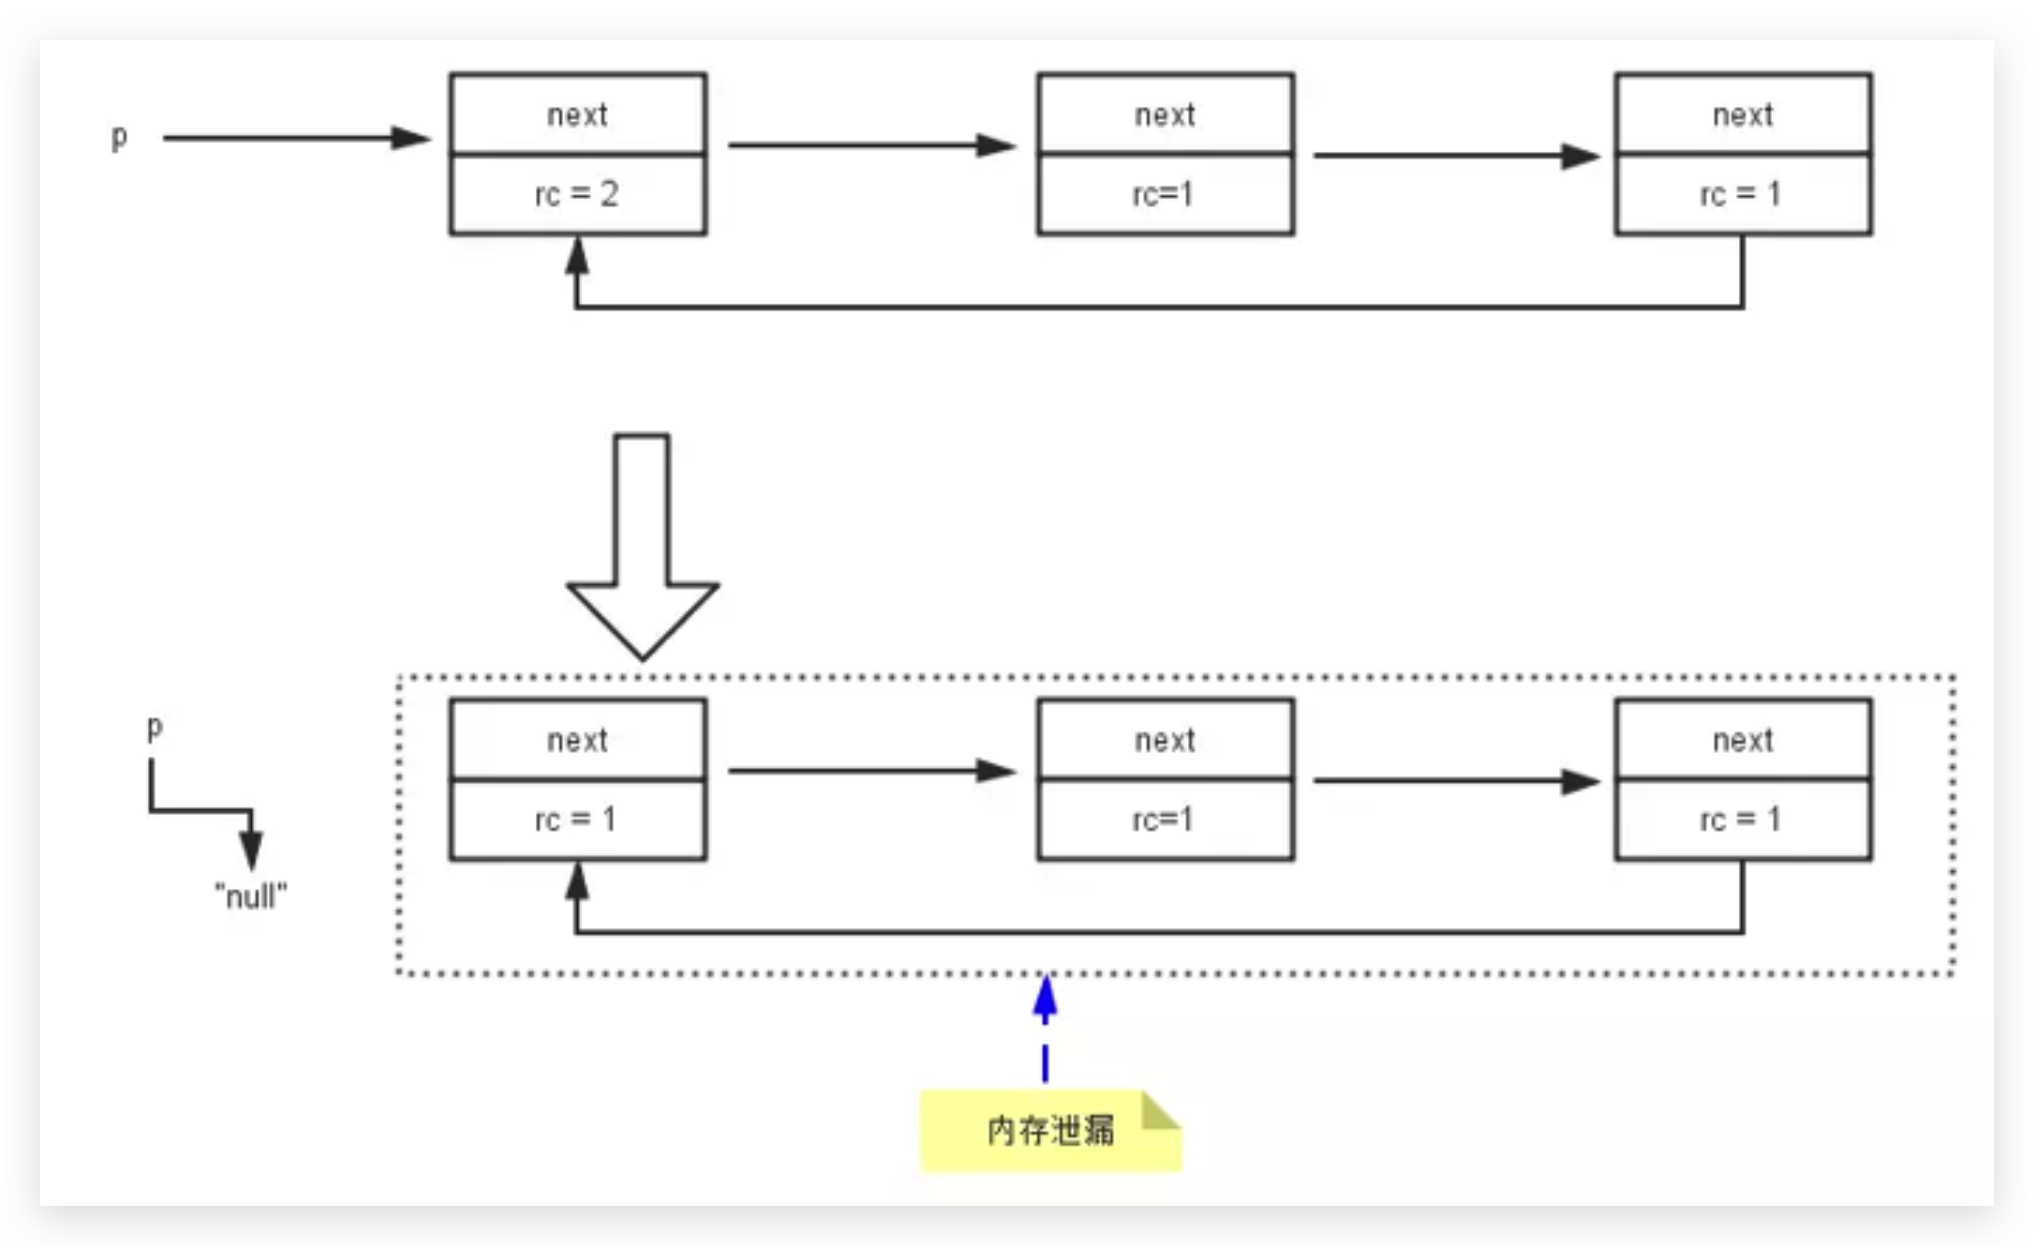 p
next
next
next
rc = 2
rc=1
rc = 1
p
next
next
next
rc = 1
rc=1
rc = 1
"null"
内存泄漏